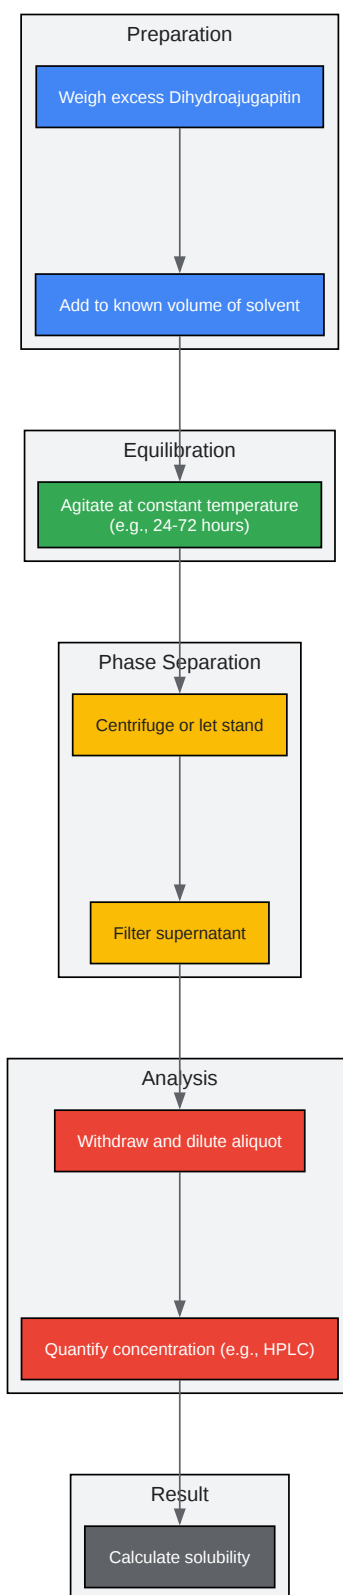 Preparation
Weigh excess Dihydroajugapitin
Add to known volume of solvent
Equilibration
Agitate at constant temperature
(e.g., 24-72 hours)
Phase Separation
Centrifuge or let stand
Filter supernatant
Analysis
Withdraw and dilute aliquot
Quantify concentration (e.g., HPLC)
Result
Calculate solubility